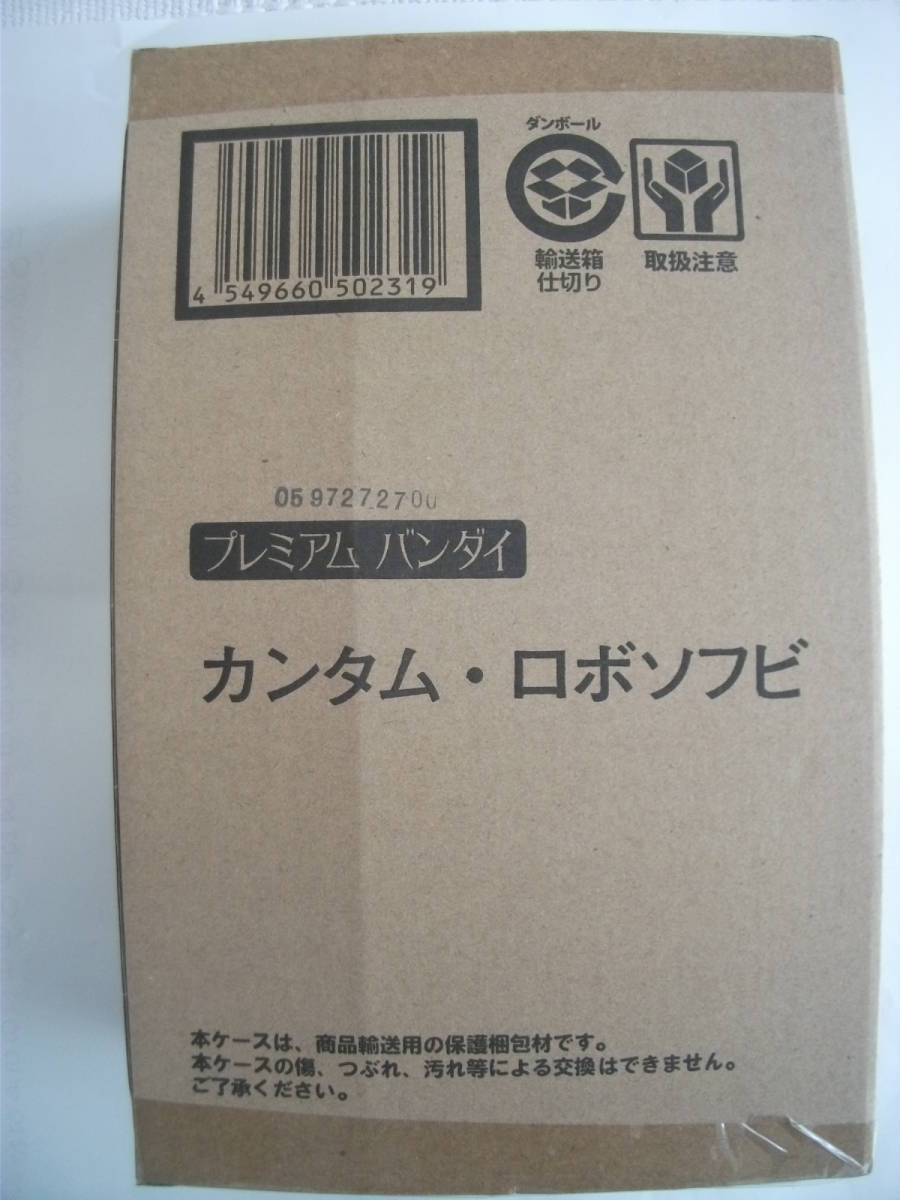 ダンボール
輸送箱
仕切り
取扱注意
4 549660 502319
0597272700
プレミアム バンダイ
カンタム・ロボソフビ
本ケースは、商品輸送用の保護梱包材です。
本ケースの傷、つぶれ、汚れ等による交換はできません。
ご了承ください。